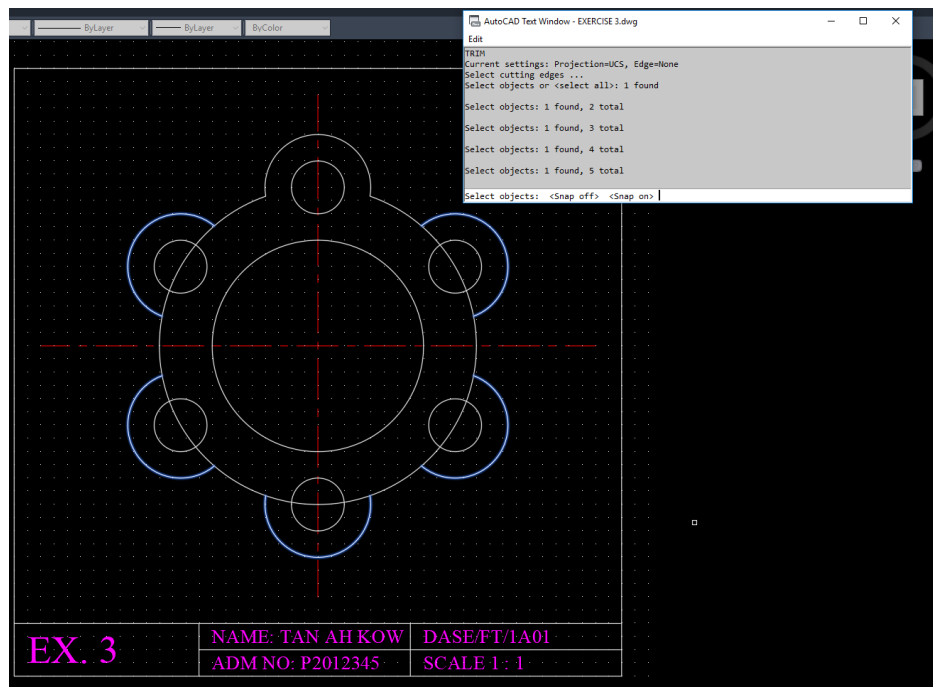 ByLayer
ByLayer
ByColor
AutoCAD Text Window - EXERCISE 3.dwg
Edit
TRIM
Current settings: Projection=UCS, Edge=None
Select cutting edges ...
Select objects or <select all>: 1 found
Select objects: 1 found, 2 total
Select objects: 1 found, 3 total
Select objects: 1 found, 4 total
Select objects: 1 found, 5 total
Select objects:  <Snap off>  <Snap on>
EX. 3
NAME: TAN AH KOW
DASE/FT/1A01
ADM NO: P2012345
SCALE 1 : 1